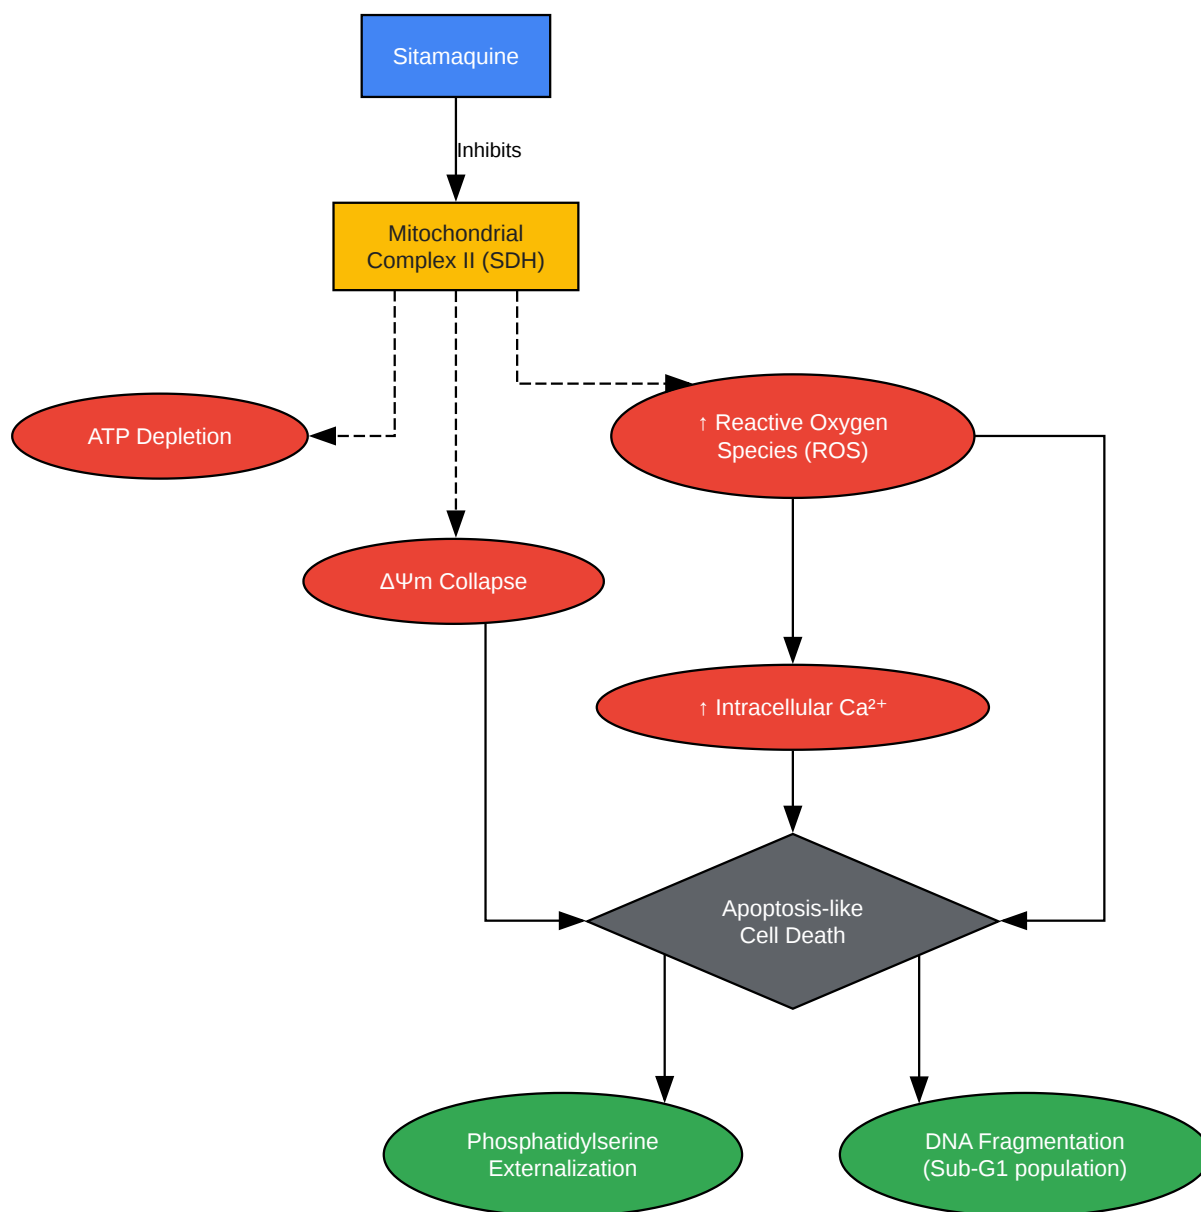 Sitamaquine
Inhibits
Mitochondrial
Complex II (SDH)
ATP Depletion
↑ Reactive Oxygen
Species (ROS)
ΔΨm Collapse
↑ Intracellular Ca²⁺
Apoptosis-like
Cell Death
Phosphatidylserine
Externalization
DNA Fragmentation
(Sub-G1 population)